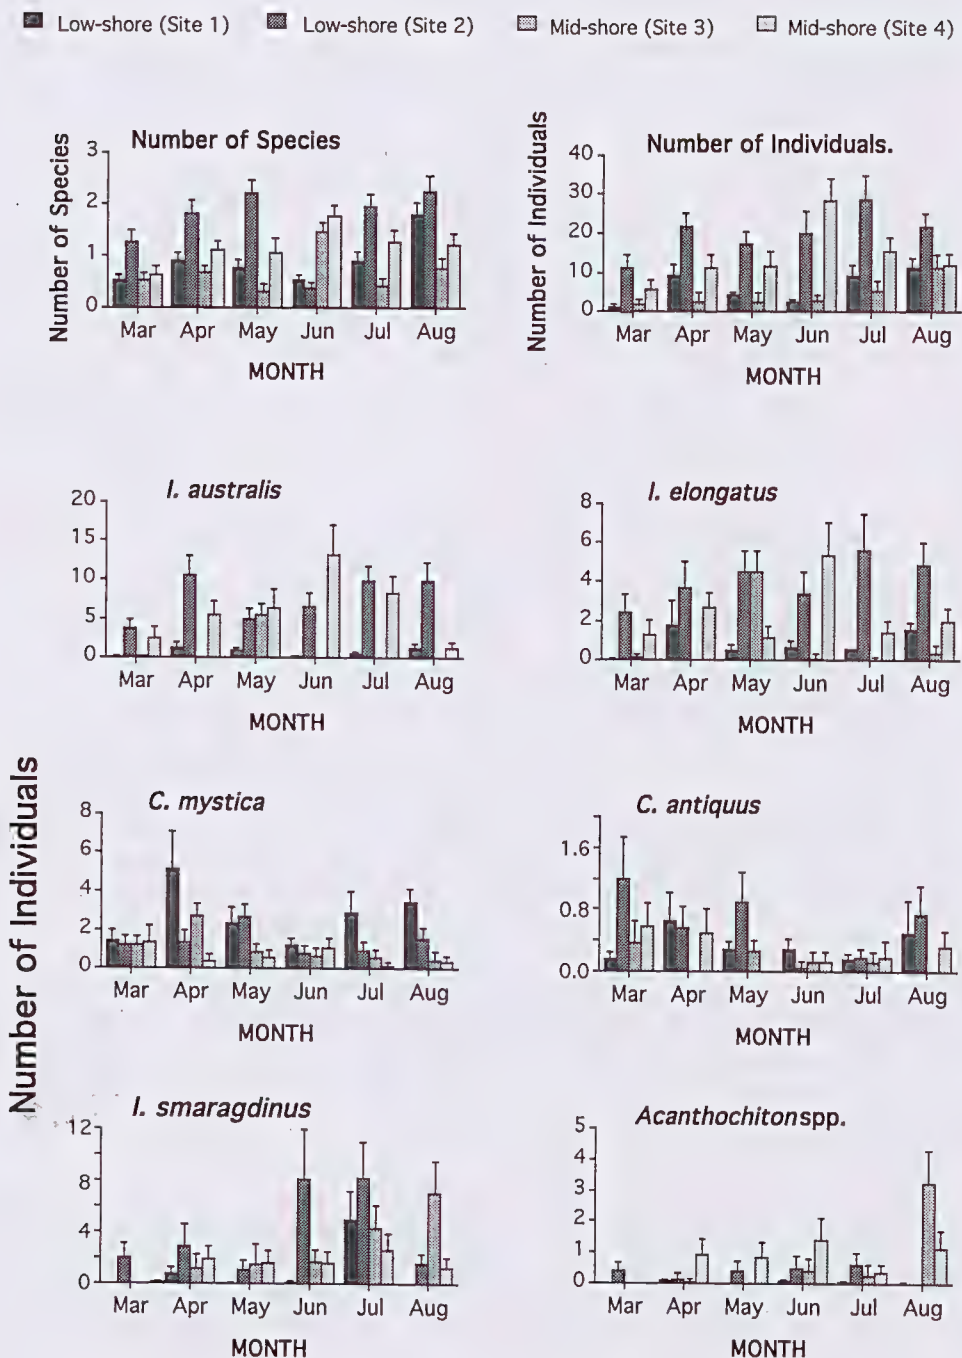 Low-shore (Site 1) Low-shore (Site 2) Mid-shore (Site 3) Mid-shore (Site 4)
Number of Species
Number of Species
3
2
1
0
Mar Apr May Jun Jul Aug
MONTH
Number of Individuals.
Number of Individuals
40
30
20
10
0
Mar Apr May Jun Jul Aug
MONTH
Number of Individuals
I. australis
20
15
10
5
0
Mar Apr May Jun Jul Aug
MONTH
I. elongatus
8
6
4
2
0
Mar Apr May Jun Jul Aug
MONTH
C. mystica
8
6
4
2
0
Mar Apr May Jun Jul Aug
MONTH
C. antiquus
1.6
0.8
0.0
Mar Apr May Jun Jul Aug
MONTH
I. smaragdinus
12
8
4
0
Mar Apr May Jun Jul Aug
MONTH
Acanthochiton spp.
5
4
3
2
1
0
Mar Apr May Jun Jul Aug
MONTH